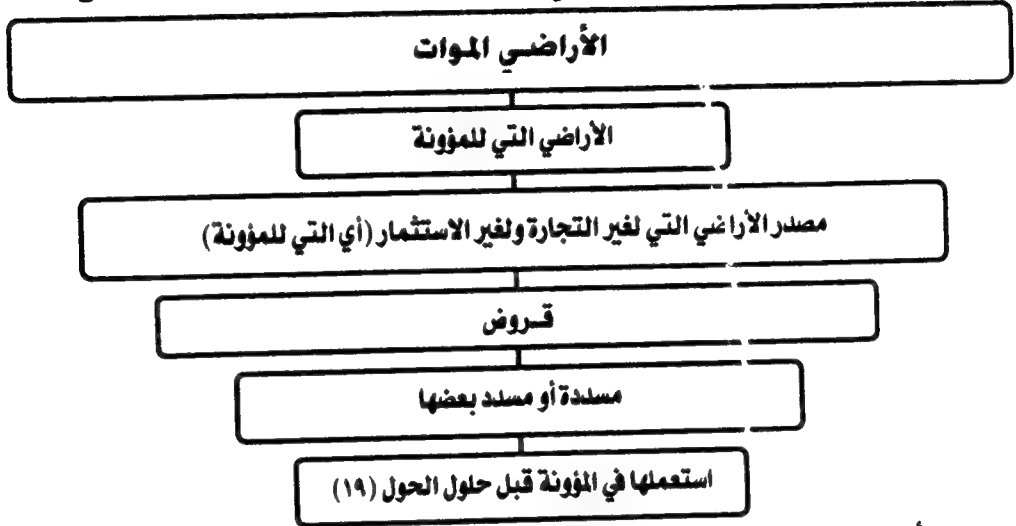 الأراضي الموات
الأراضي التي للمؤونة
مصدر الأراضي التي لغير التجارة ولغير الاستثمار (أي التي للمؤونة)
قروض
مسددة أو مسدد بعضها
استعملها في المؤونة قبل حلول الحول (١٩)